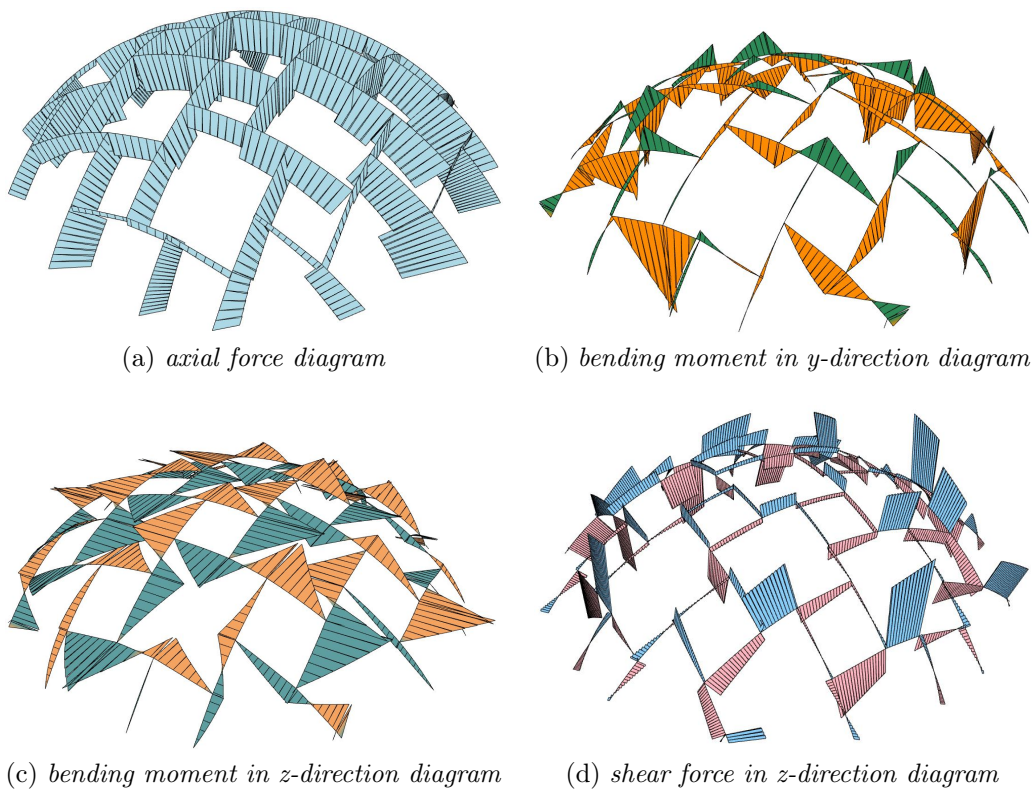 (a) axial force diagram
(b) bending moment in y-direction diagram
(c) bending moment in z-direction diagram
(d) shear force in z-direction diagram